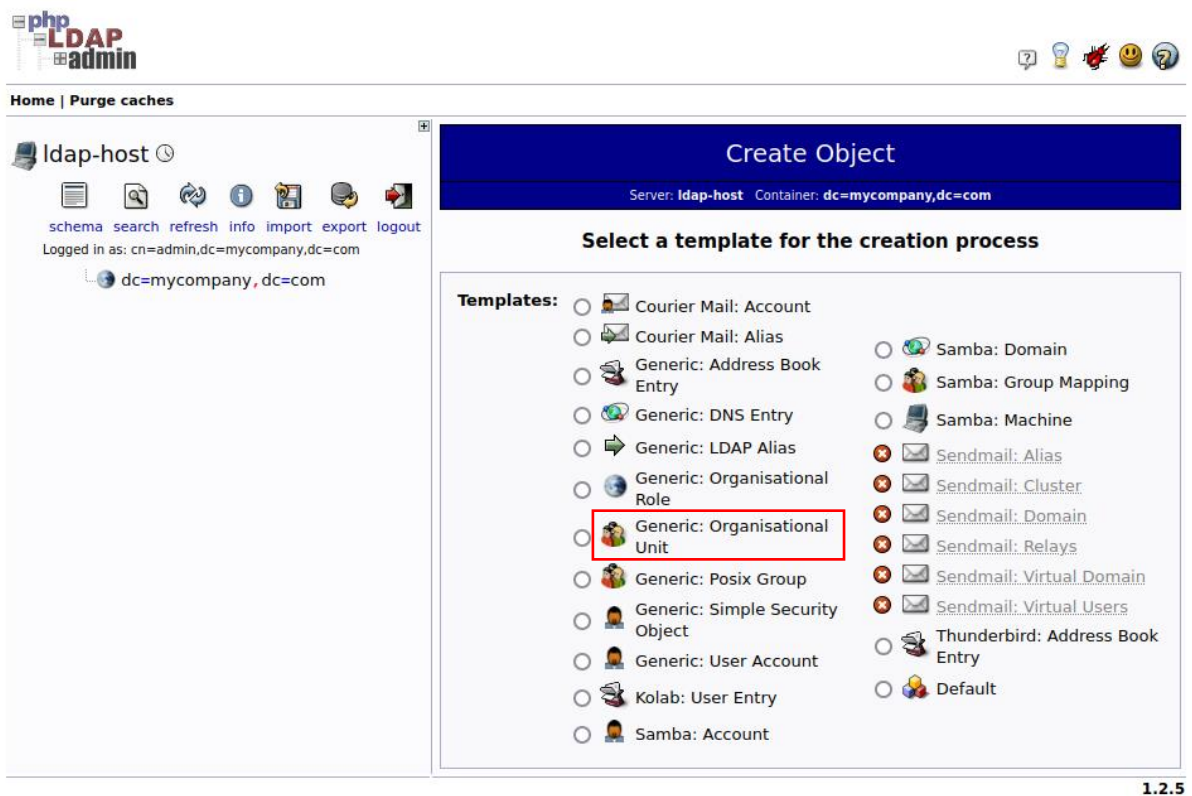 php
LDAP
admin
Home | Purge caches
ldap-host
schema search refresh info import export logout
Logged in as: cn=admin,dc=mycompany,dc=com
dc=mycompany,dc=com
Create Object
Server: ldap-host Container: dc=mycompany,dc=com
Select a template for the creation process
Templates:
Courier Mail: Account
Courier Mail: Alias
Generic: Address Book
Entry
Generic: DNS Entry
Generic: LDAP Alias
Generic: Organisational
Role
Generic: Organisational
Unit
Generic: Posix Group
Generic: Simple Security
Object
Generic: User Account
Kolab: User Entry
Samba: Account
Samba: Domain
Samba: Group Mapping
Samba: Machine
Sendmail: Alias
Sendmail: Cluster
Sendmail: Domain
Sendmail: Relays
Sendmail: Virtual Domain
Sendmail: Virtual Users
Thunderbird: Address Book
Entry
Default
1.2.5